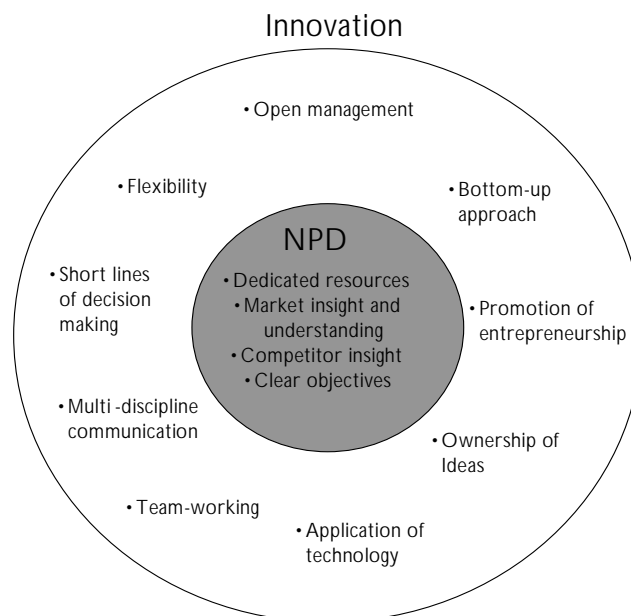 Innovation
• Open management
• Flexibility
• Bottom-up
approach
NPD
• Short lines
of decision
making
• Dedicated resources
• Market insight and
understanding
• Competitor insight
• Clear objectives
• Promotion of
entrepreneurship
• Multi -discipline
communication
• Ownership of
Ideas
• Team-working
• Application of
technology